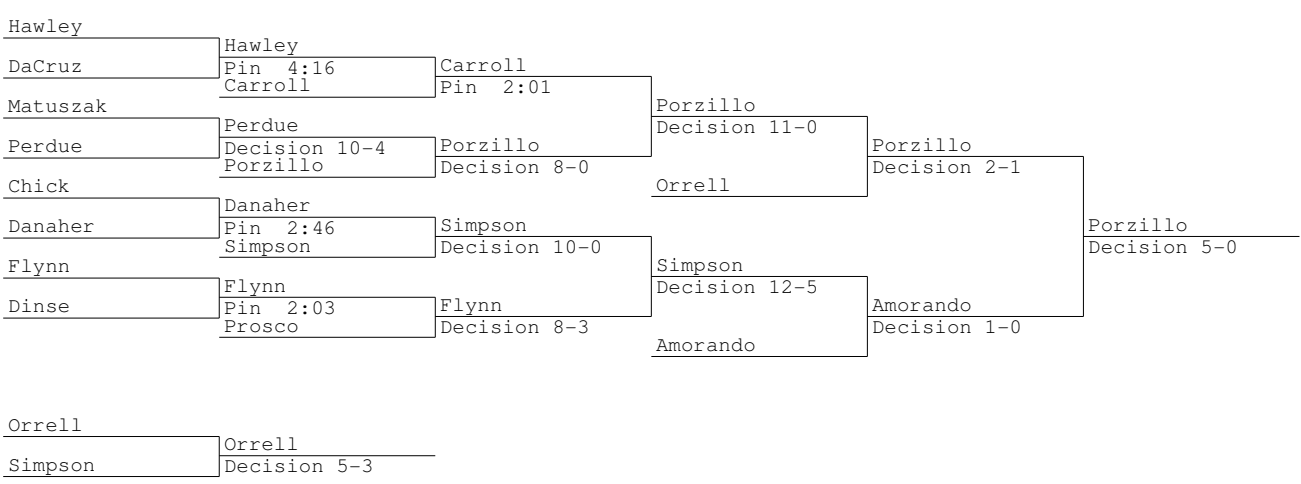 Hawley
Hawley
DaCruz
Pin 4:16
Carroll
Carroll
Pin 2:01
Matuszak
Porzillo
Perdue
Decision 11-0
Perdue
Decision 10-4
Porzillo
Porzillo
Porzillo
Decision 8-0
Decision 2-1
Chick
Orrell
Danaher
Danaher
Pin 2:46
Simpson
Porzillo
Simpson
Decision 10-0
Decision 5-0
Flynn
Simpson
Flynn
Decision 12-5
Dinse
Pin 2:03
Flynn
Amorando
Prosco
Decision 8-3
Decision 1-0
Amorando
Orrell
Orrell
Simpson
Decision 5-3